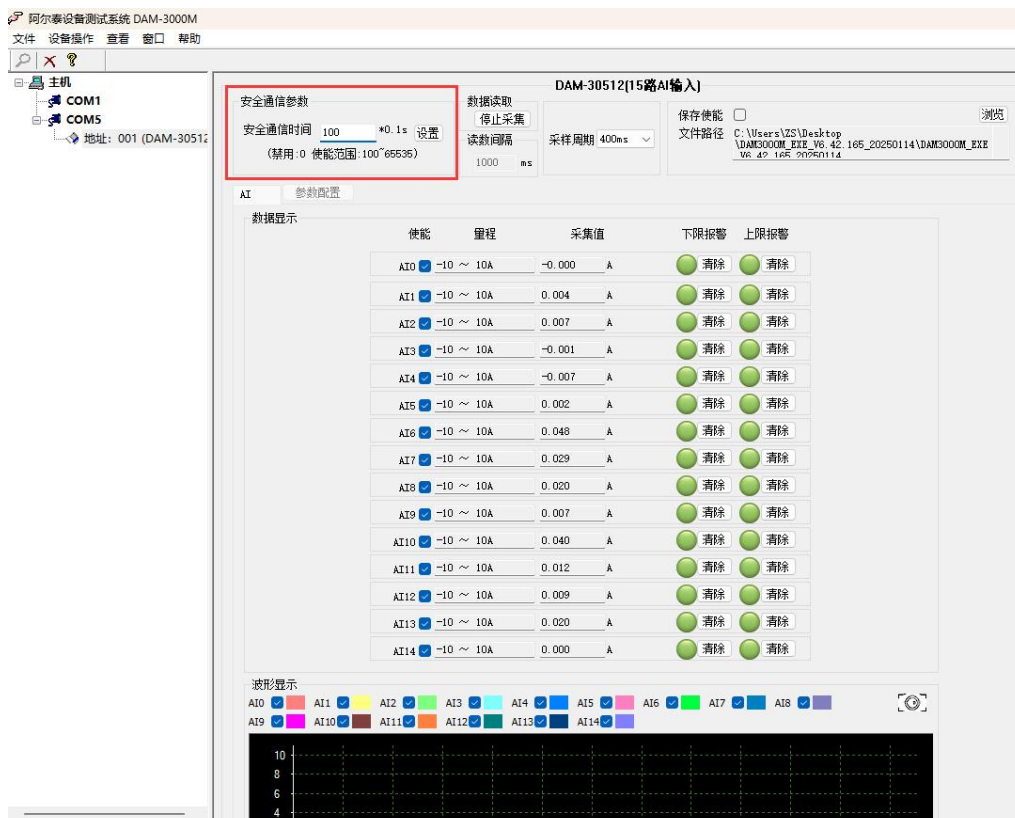 阿尔泰设备测试系统 DAM-3000M
文件 设备操作 查看 窗口 帮助
主机
COM1
COM5
地址: 001 (DAM-30512
DAM-30512[15路AI输入]
安全通信参数
安全通信时间 100 *0.1s 设置
(禁用:0 使能范围:100~65535)
数据读取
停止采集
读数间隔
1000 ms
采样周期 400ms
保存使能
浏览
文件路径 C:\Users\ZS\Desktop
\DAM3000M_EXE_V6.42.165_20250114\DAM3000M_EXE
_V6.42.165_20250114
AI 参数配置
数据显示
使能 量程 采集值 下限报警 上限报警
AI0 -10 ~ 10A -0.000 A 清除 清除
AI1 -10 ~ 10A 0.004 A 清除 清除
AI2 -10 ~ 10A 0.007 A 清除 清除
AI3 -10 ~ 10A -0.001 A 清除 清除
AI4 -10 ~ 10A -0.007 A 清除 清除
AI5 -10 ~ 10A 0.002 A 清除 清除
AI6 -10 ~ 10A 0.048 A 清除 清除
AI7 -10 ~ 10A 0.029 A 清除 清除
AI8 -10 ~ 10A 0.020 A 清除 清除
AI9 -10 ~ 10A 0.007 A 清除 清除
AI10 -10 ~ 10A 0.040 A 清除 清除
AI11 -10 ~ 10A 0.012 A 清除 清除
AI12 -10 ~ 10A 0.009 A 清除 清除
AI13 -10 ~ 10A 0.020 A 清除 清除
AI14 -10 ~ 10A 0.000 A 清除 清除
波形显示
AI0 AI1 AI2 AI3 AI4 AI5 AI6 AI7 AI8
AI9 AI10 AI11 AI12 AI13 AI14
10
8
6
4